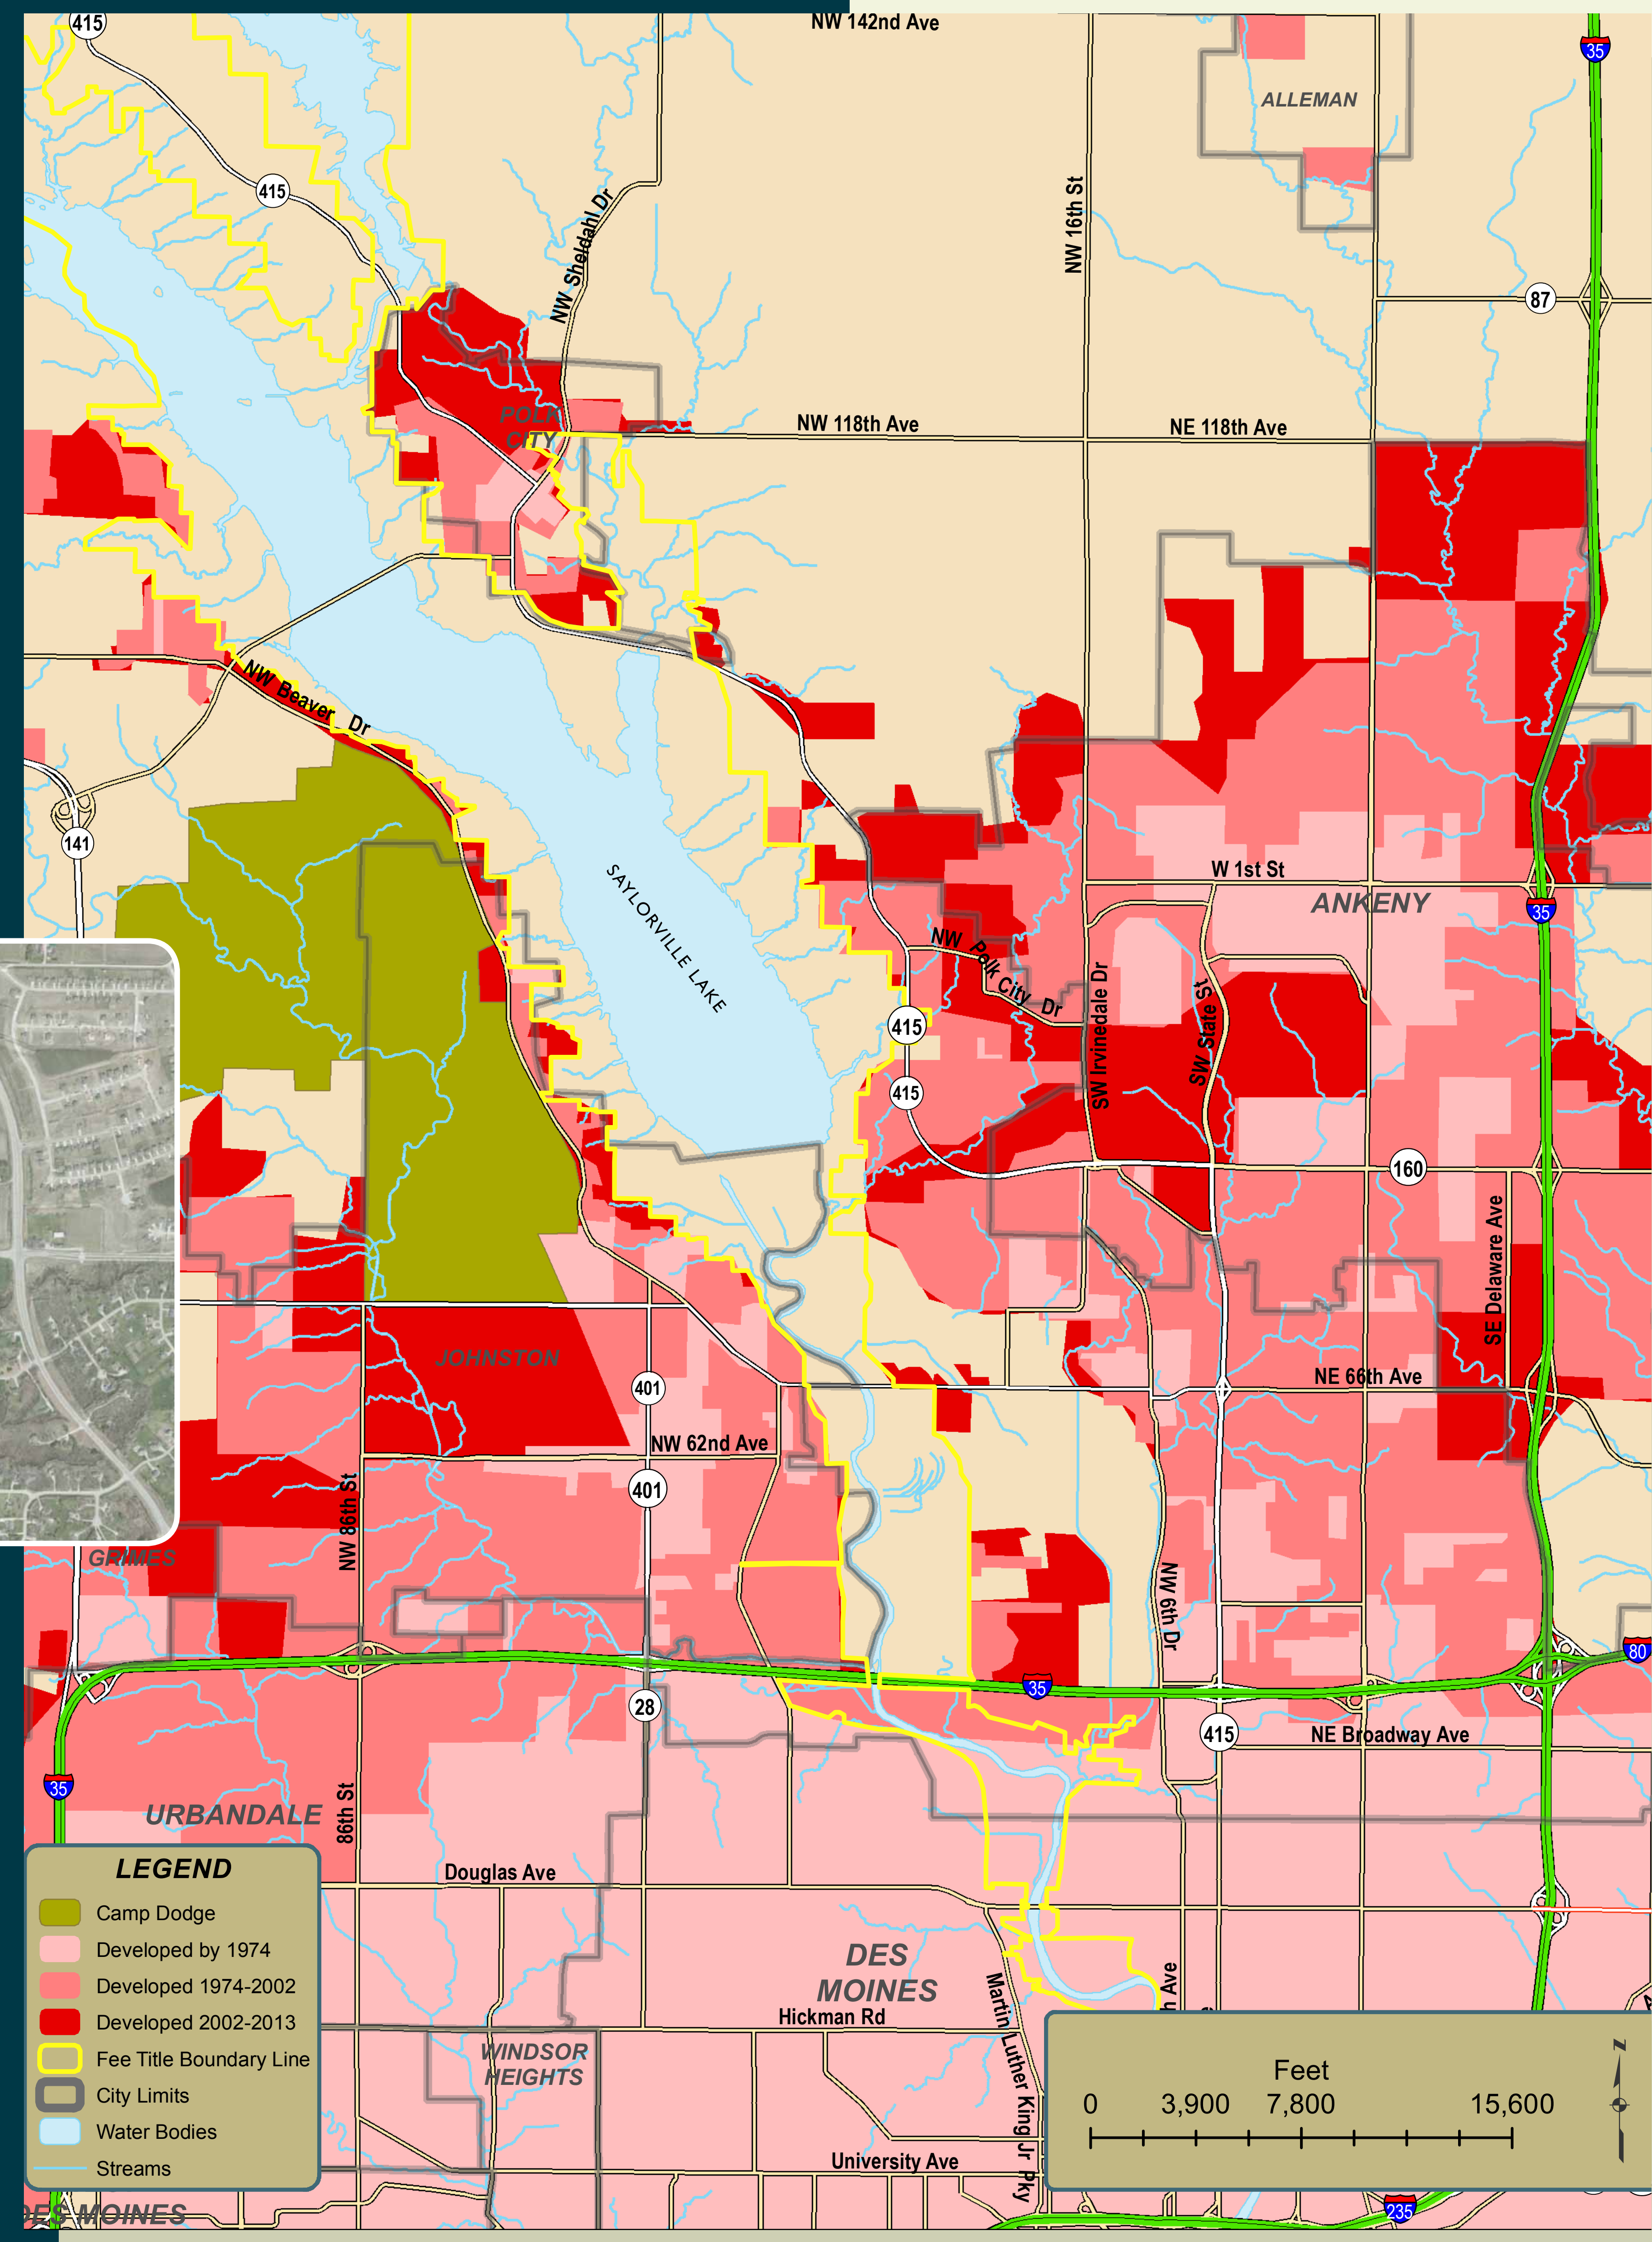 415
NW 142nd Ave
35
ALLEMAN
415
NW Sheldahl Dr
NW 16th St
87
POLK
CITY
NW 118th Ave
NE 118th Ave
NW Beaver Dr
141
SAYLORVILLE LAKE
W 1st St
ANKENY
35
NW Polk City Dr
415
SW Irvinedale Dr
SW State St
415
160
SE Delaware Ave
JOHNSTON
401
NE 66th Ave
NW 62nd Ave
401
NW 86th St
GRIMES
NW 6th Dr
80
35
28
415
NE Broadway Ave
35
86th St
URBANDALE
Douglas Ave
DES
MOINES
Hickman Rd
Martin Luther King Jr Pky
h Ave
WINDSOR
HEIGHTS
University Ave
235
DES MOINES
LEGEND
Camp Dodge
Developed by 1974
Developed 1974-2002
Developed 2002-2013
Fee Title Boundary Line
City Limits
Water Bodies
Streams
Feet
0 3,900 7,800 15,600
N